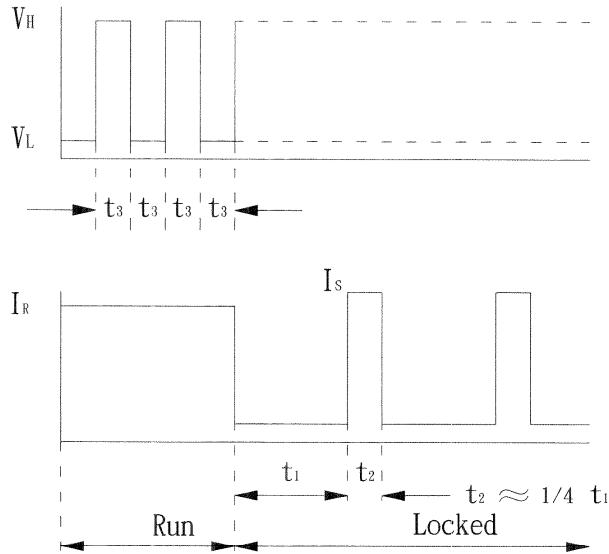 VH
VL
t3 t3 t3 t3
IS
IR
t1 t2
t2 ≈ 1/4 t1
Run Locked